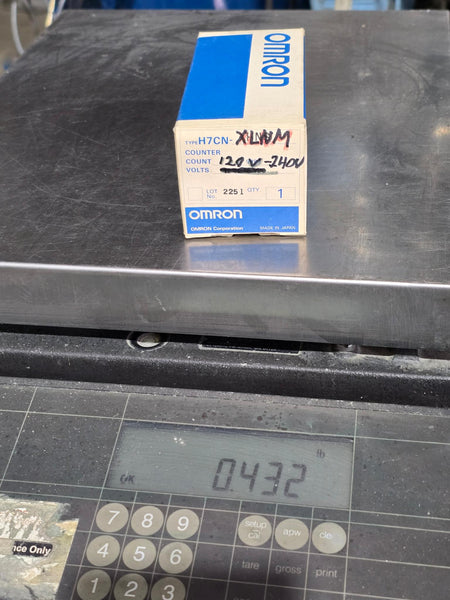 OMRON
TYPE H7CN-XLNM
COUNTER
COUNT
VOLTS 120V-240V
LOT No. 2251 QTY 1
OMRON
OMRON Corporation MADE IN JAPAN
lb
OK 0.432
7 8 9 setup cal apw cle
4 5 6 tare gross print
nce Only
1 2 3